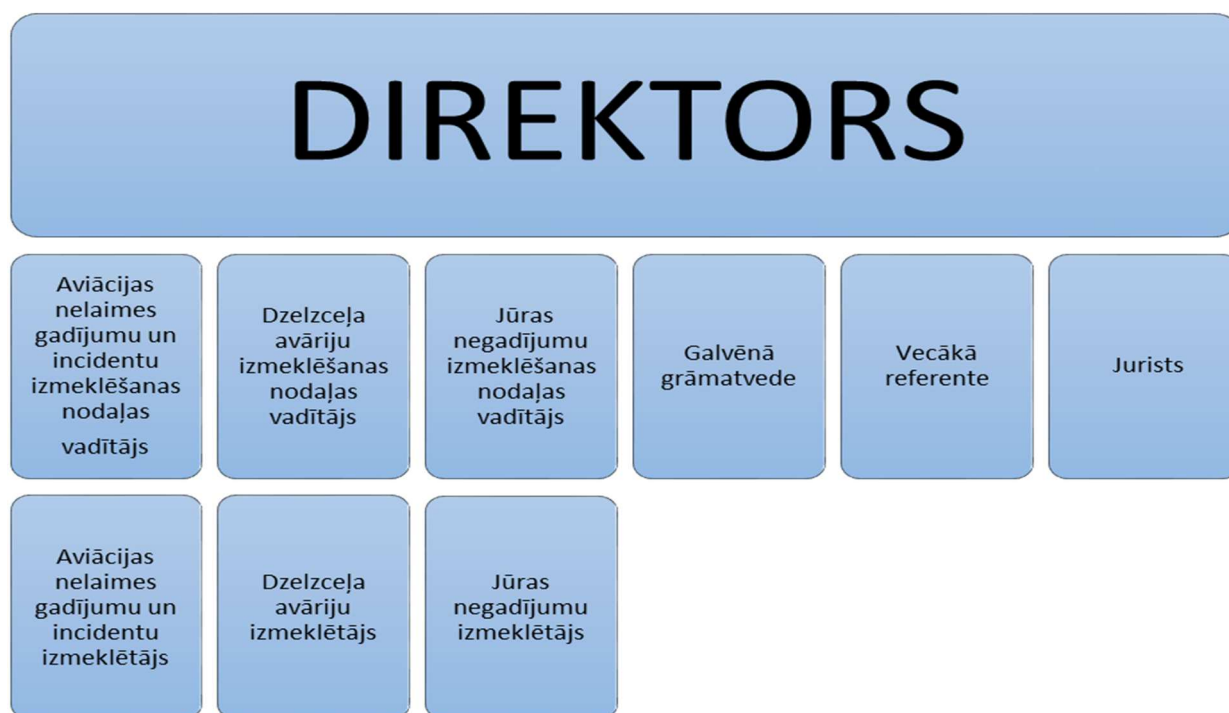 DIREKTORS
Aviācijas
nelaimes
gadījumu un
incidentu
izmeklēšanas
nodaļas
vadītājs
Dzelzceļa
avāriju
izmeklēšanas
nodaļas
vadītājs
Jūras
negadījumu
izmeklēšanas
nodaļas
vadītājs
Galvēnā
grāmatvede
Vecākā
referente
Jurists
Aviācijas
nelaimes
gadījumu un
incidentu
izmeklētājs
Dzelzceļa
avāriju
izmeklētājs
Jūras
negadījumu
izmeklētājs